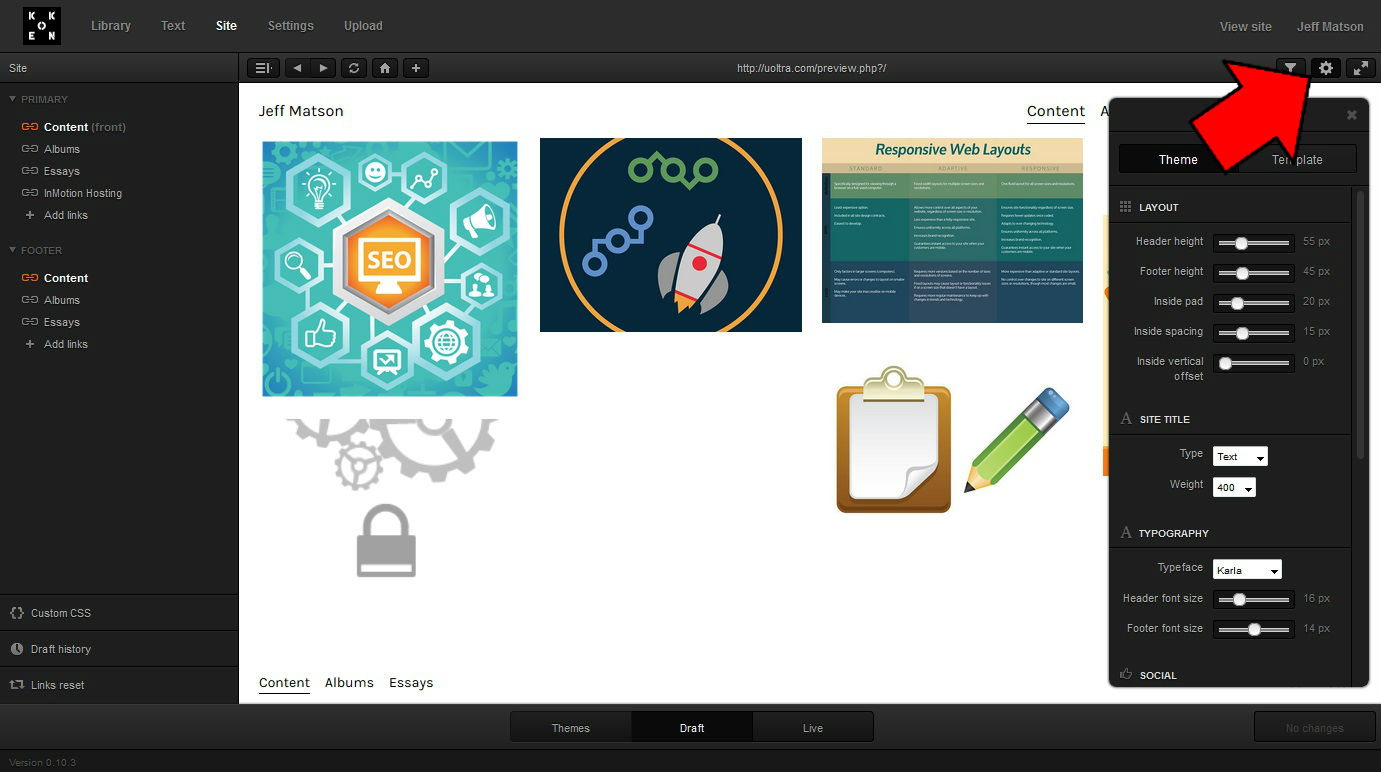 K K
O
E N
Library Text Site Settings Upload
View site Jeff Matson
Site
http://uoltra.com/preview.php?/
PRIMARY
Content (front)
Albums
Essays
InMotion Hosting
Add links
FOOTER
Content
Albums
Essays
Add links
Custom CSS
Draft history
Links reset
Jeff Matson
Content A
SEO
Responsive Web Layouts
STANDARD ADAPTIVE RESPONSIVE
Content Albums Essays
Theme Template
LAYOUT
Header height 55 px
Footer height 45 px
Inside pad 20 px
Inside spacing 15 px
Inside vertical
offset 0 px
A SITE TITLE
Type Text
Weight 400
A TYPOGRAPHY
Typeface Karla
Header font size 16 px
Footer font size 14 px
SOCIAL
Themes Draft Live
No changes
Version 0.10.3